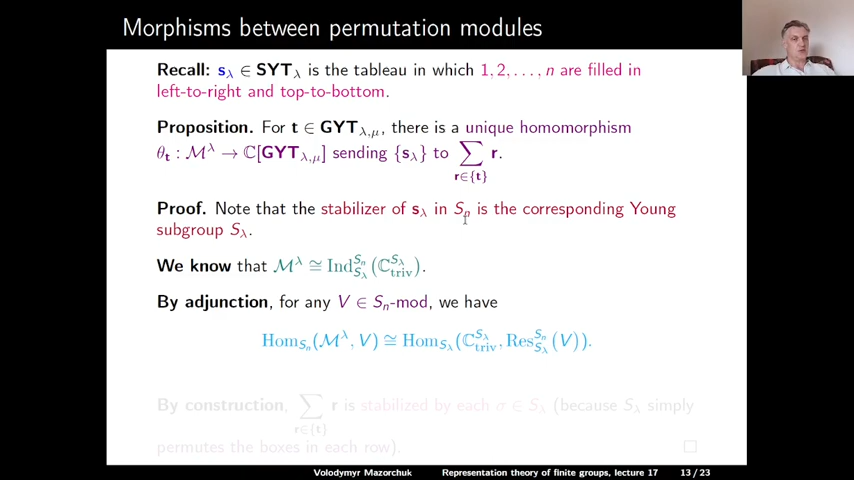 Morphisms between permutation modules
Recall: s_λ ∈ SYT_λ is the tableau in which 1, 2, . . . , n are filled in
left-to-right and top-to-bottom.
Proposition. For t ∈ GYT_{λ,μ}, there is a unique homomorphism
θ_t : M^λ → ℂ[GYT_{λ,μ}] sending {s_λ} to ∑_{r∈{t}} r.
Proof. Note that the stabilizer of s_λ in S_n is the corresponding Young
subgroup S_λ.
We know that M^λ ≅ Ind_{S_λ}^{S_n}(ℂ_{triv}^{S_λ}).
By adjunction, for any V ∈ S_n-mod, we have
Hom_{S_n}(M^λ, V) ≅ Hom_{S_λ}(ℂ_{triv}^{S_λ}, Res_{S_λ}^{S_n}(V)).
By construction, ∑_{r∈{t}} r is stabilized by each σ ∈ S_λ (because S_λ simply
permutes the boxes in each row). □
Volodymyr Mazorchuk Representation theory of finite groups, lecture 17 13 / 23